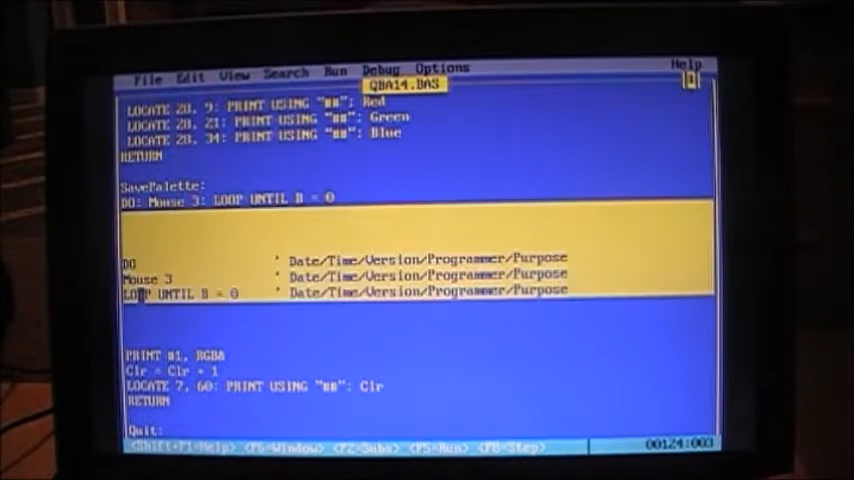 File Edit View Search Run Debug Options Help
QBA14.BAS
LOCATE 28, 9: PRINT USING "##"; Red
LOCATE 28, 21: PRINT USING "##"; Green
LOCATE 28, 34: PRINT USING "##"; Blue
RETURN
SavePalette:
DO: Mouse 3: LOOP UNTIL B = 0
DO ' Date/Time/Version/Programmer/Purpose
Mouse 3 ' Date/Time/Version/Programmer/Purpose
LOOP UNTIL B = 0 ' Date/Time/Version/Programmer/Purpose
PRINT #1, RGBA
Clr = Clr + 1
LOCATE 7, 60: PRINT USING "##"; Clr
RETURN
Quit:
<Shift+F1=Help> <F6=Window> <F2=Subs> <F5=Run> <F8=Step> 00124:003